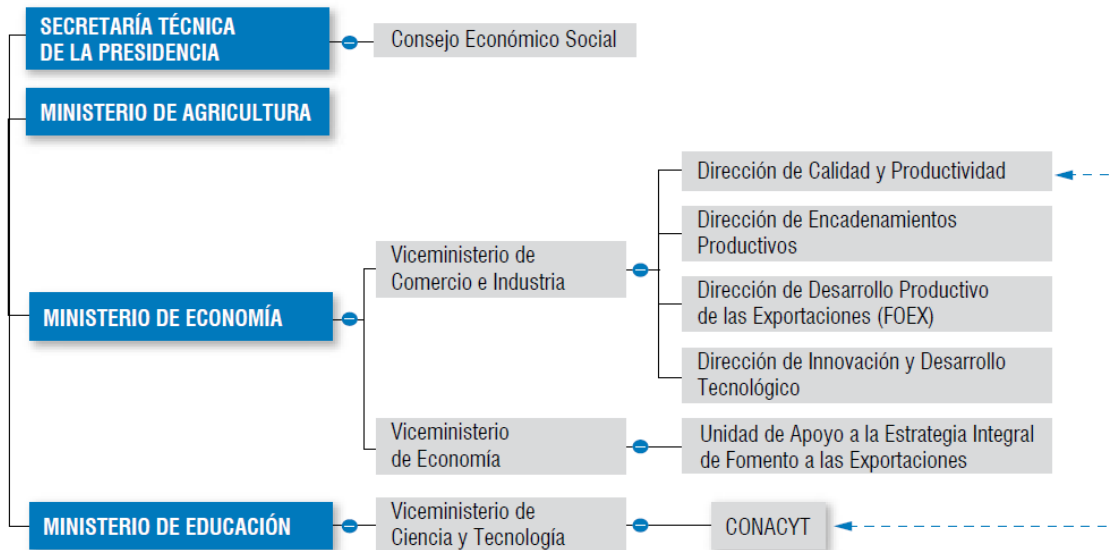 SECRETARÍA TÉCNICA
DE LA PRESIDENCIA
Consejo Económico Social
MINISTERIO DE AGRICULTURA
Dirección de Calidad y Productividad
Dirección de Encadenamientos
Productivos
Viceministerio de
Comercio e Industria
Dirección de Desarrollo Productivo
de las Exportaciones (FOEX)
MINISTERIO DE ECONOMÍA
Dirección de Innovación y Desarrollo
Tecnológico
Viceministerio
de Economía
Unidad de Apoyo a la Estrategia Integral
de Fomento a las Exportaciones
MINISTERIO DE EDUCACIÓN
Viceministerio de
Ciencia y Tecnología
CONACYT